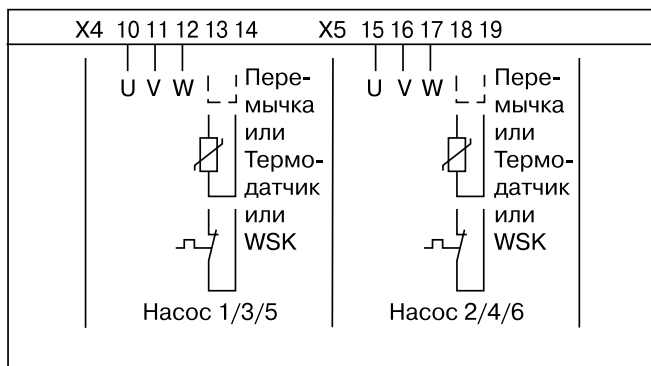 X4 10 11 12 13 14 X5 15 16 17 18 19
U V W
Пере-
мычка
или
Термо-
датчик
или
WSK
U V W
Пере-
мычка
или
Термо-
датчик
или
WSK
Насос 1/3/5
Насос 2/4/6